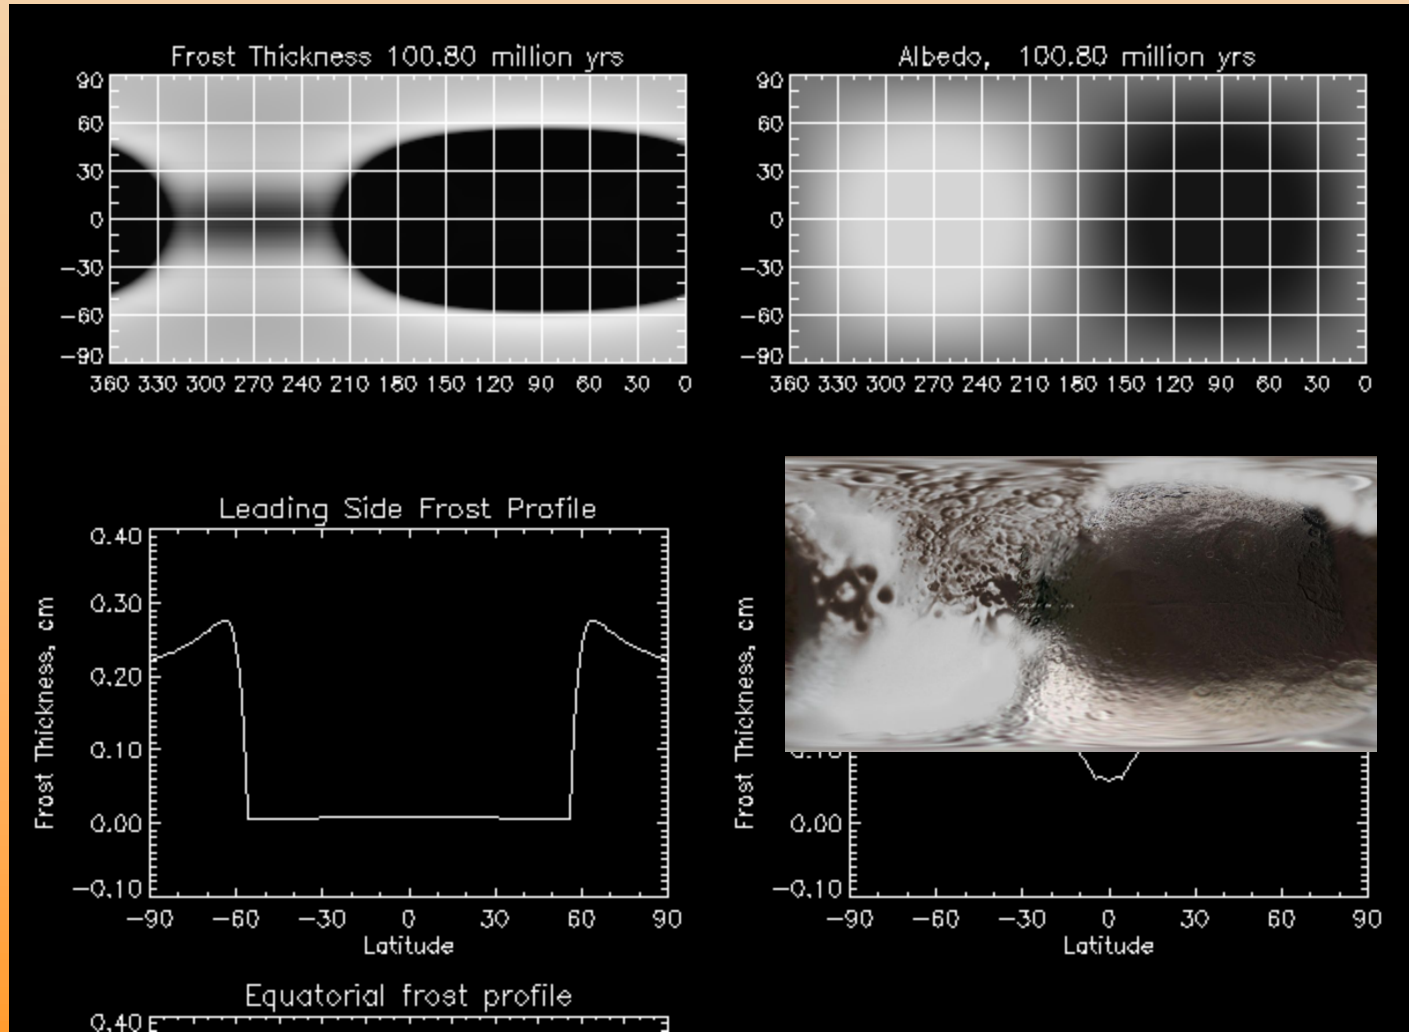 Frost Thickness 100.80 million yrs
90
60
30
0
-30
-60
-90
360 330 300 270 240 210 180 150 120 90 60 30 0
Albedo, 100.80 million yrs
90
60
30
0
-30
-60
-90
360 330 300 270 240 210 180 150 120 90 60 30 0
Leading Side Frost Profile
Frost Thickness, cm
0.40
0.30
0.20
0.10
0.00
-0.10
-90 -60 -30 0 30 60 90
Latitude
Frost Thickness, cm
0.00
-0.10
-90 -60 -30 0 30 60 90
Latitude
Equatorial frost profile
0.40